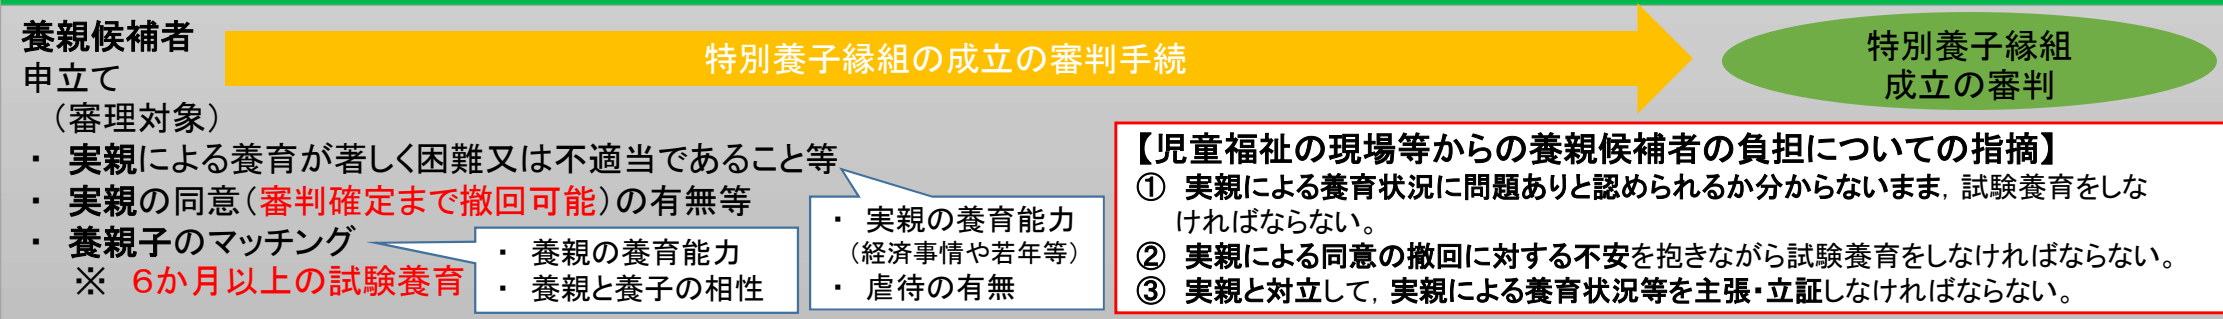 養親候補者
申立て
（審理対象）
・ 実親による養育が著しく困難又は不適当であること等
・ 実親の同意（審判確定まで撤回可能）の有無等
・ 養親子のマッチング
※ ６か月以上の試験養育
特別養子縁組の成立の審判手続
特別養子縁組
成立の審判
・ 養親の養育能力
・ 養親と養子の相性
・ 実親の養育能力
（経済事情や若年等）
・ 虐待の有無
【児童福祉の現場等からの養親候補者の負担についての指摘】
① 実親による養育状況に問題ありと認められるか分からないまま，試験養育をしな
ければならない。
② 実親による同意の撤回に対する不安を抱きながら試験養育をしなければならない。
③ 実親と対立して，実親による養育状況等を主張・立証しなければならない。